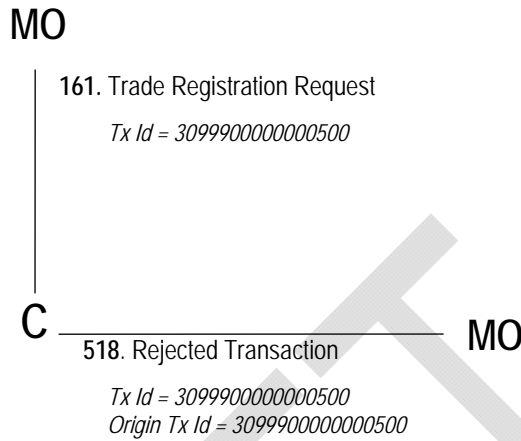 MO
161. Trade Registration Request
Tx Id = 3099900000000500
C
MO
518. Rejected Transaction
Tx Id = 3099900000000500
Origin Tx Id = 3099900000000500